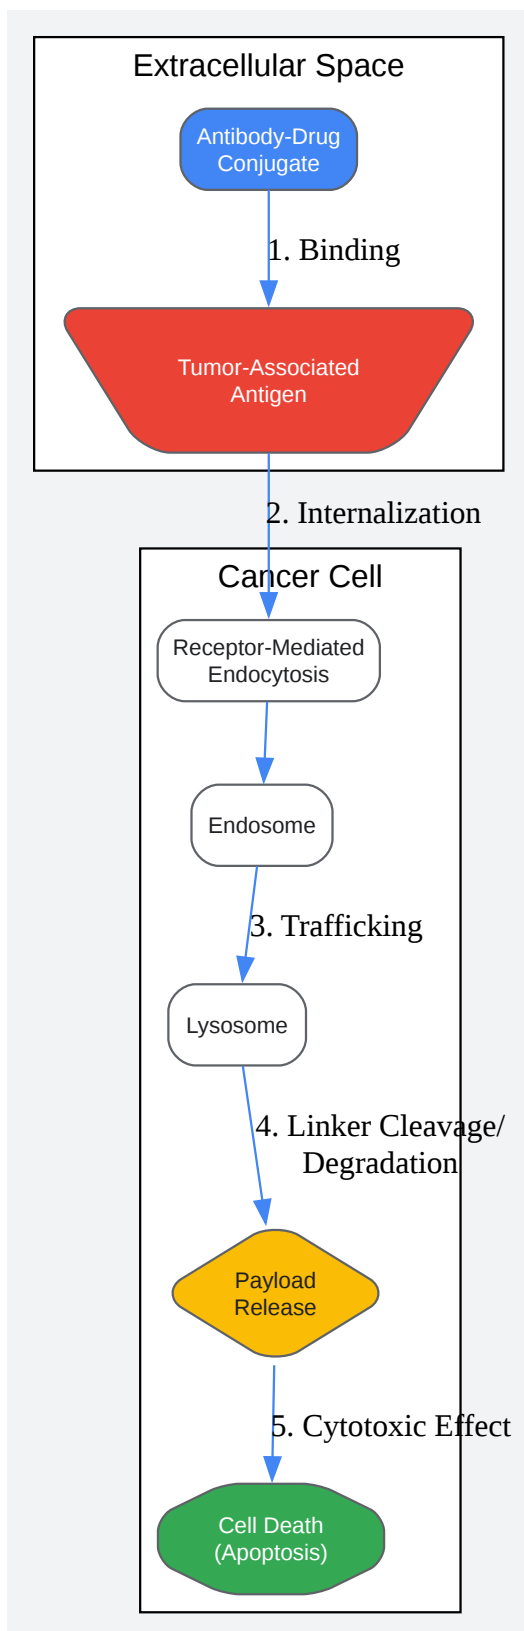 Extracellular Space
Antibody-Drug
Conjugate
1. Binding
Tumor-Associated
Antigen
2. Internalization
Cancer Cell
Receptor-Mediated
Endocytosis
Endosome
3. Trafficking
Lysosome
4. Linker Cleavage/
Degradation
Payload
Release
5. Cytotoxic Effect
Cell Death
(Apoptosis)